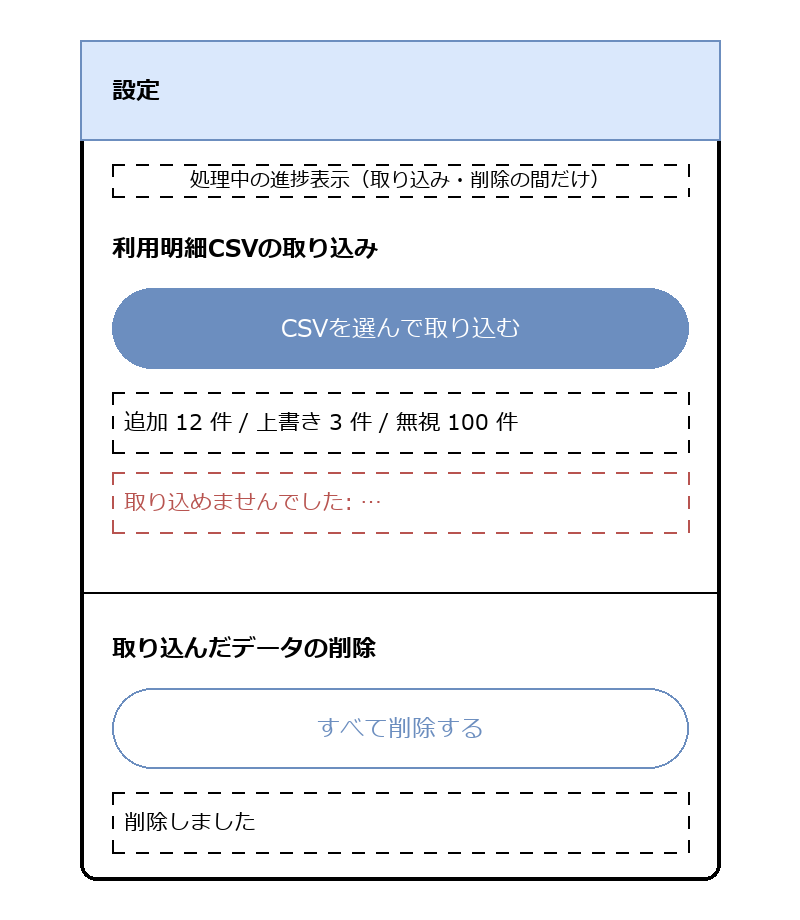 設定
処理中の進捗表示（取り込み・削除の間だけ）
利用明細CSVの取り込み
CSVを選んで取り込む
追加 12 件 / 上書き 3 件 / 無視 100 件
取り込めませんでした: …
取り込んだデータの削除
すべて削除する
削除しました